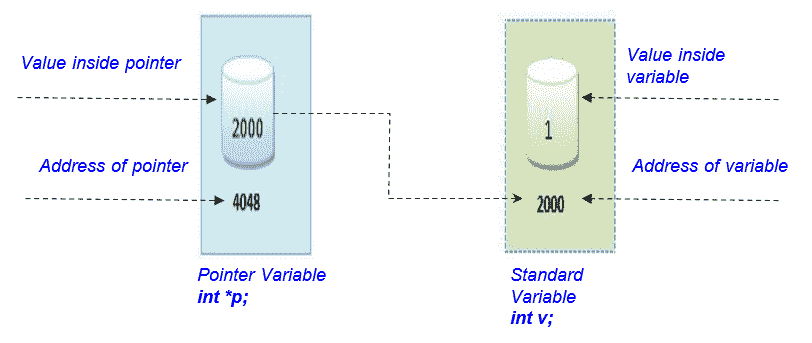 Value inside pointer
2000
Address of pointer
4048
Pointer Variable
int *p;
Value inside
variable
1
Address of variable
2000
Standard
Variable
int v;